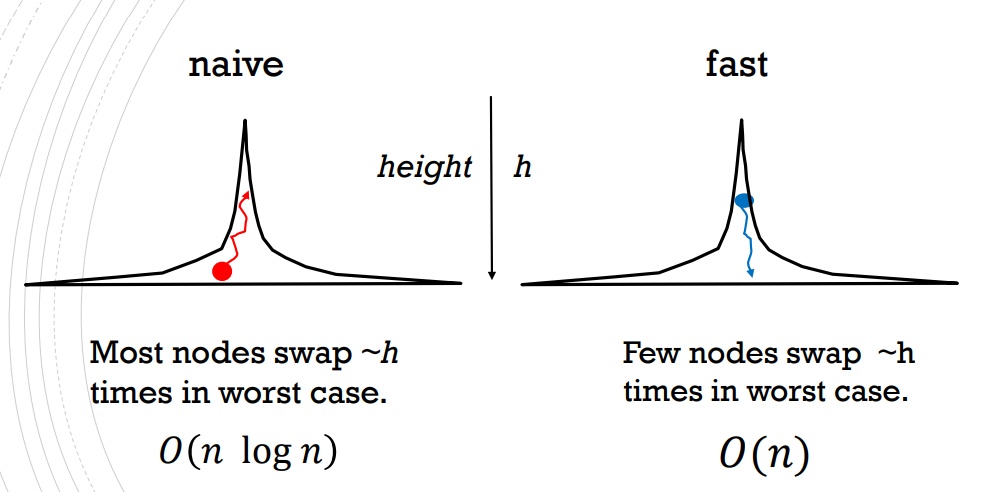 naive
fast
height h
Most nodes swap ~h
times in worst case.
O(n log n)
Few nodes swap ~h
times in worst case.
O(n)